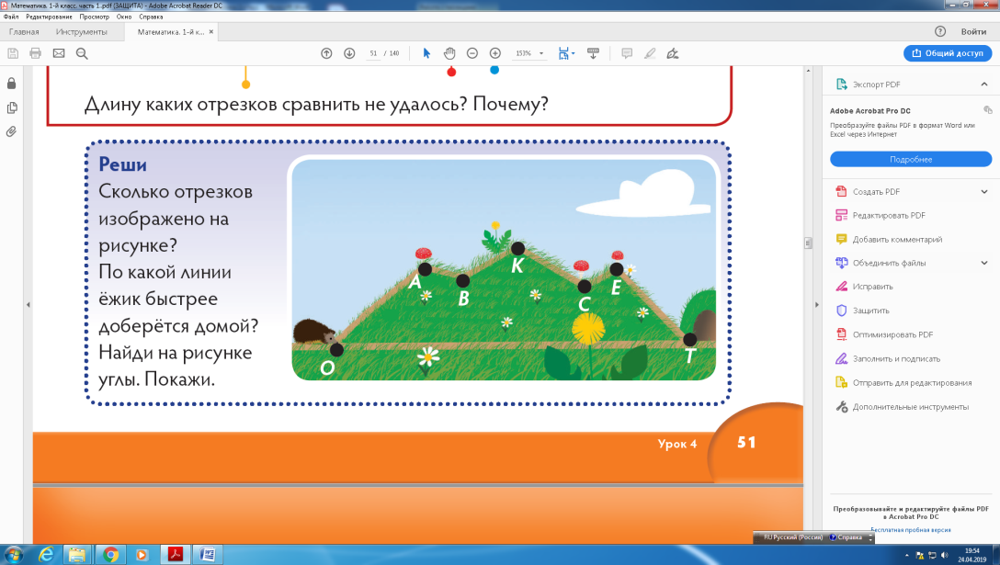 Математика. 1-й класс. часть 1..pdf (ЗАЩИТА) - Adobe Acrobat Reader DC
Файл Редактирование Просмотр Окно Справка
Главная Инструменты Математика. 1-й к... × Войти
51 / 140 153% Общий доступ
Длину каких отрезков сравнить не удалось? Почему?
Реши
Сколько отрезков
изображено на
рисунке?
По какой линии
ёжик быстрее
доберётся домой?
Найди на рисунке
углы. Покажи.
A
B
K
C
E
O
T
Урок 4 51
Экспорт PDF
Adobe Acrobat Pro DC
Преобразуйте файлы PDF в формат Word или
Excel через Интернет
Подробнее
Создать PDF
Редактировать PDF
Добавить комментарий
Объединить файлы
Исправить
Защитить
Оптимизировать PDF
Заполнить и подписать
Отправить для редактирования
Дополнительные инструменты
Преобразовывайте и редактируйте файлы PDF
в Acrobat Pro DC
Бесплатная пробная версия
RU Русский (Россия) Справка
19:54
24.04.2019